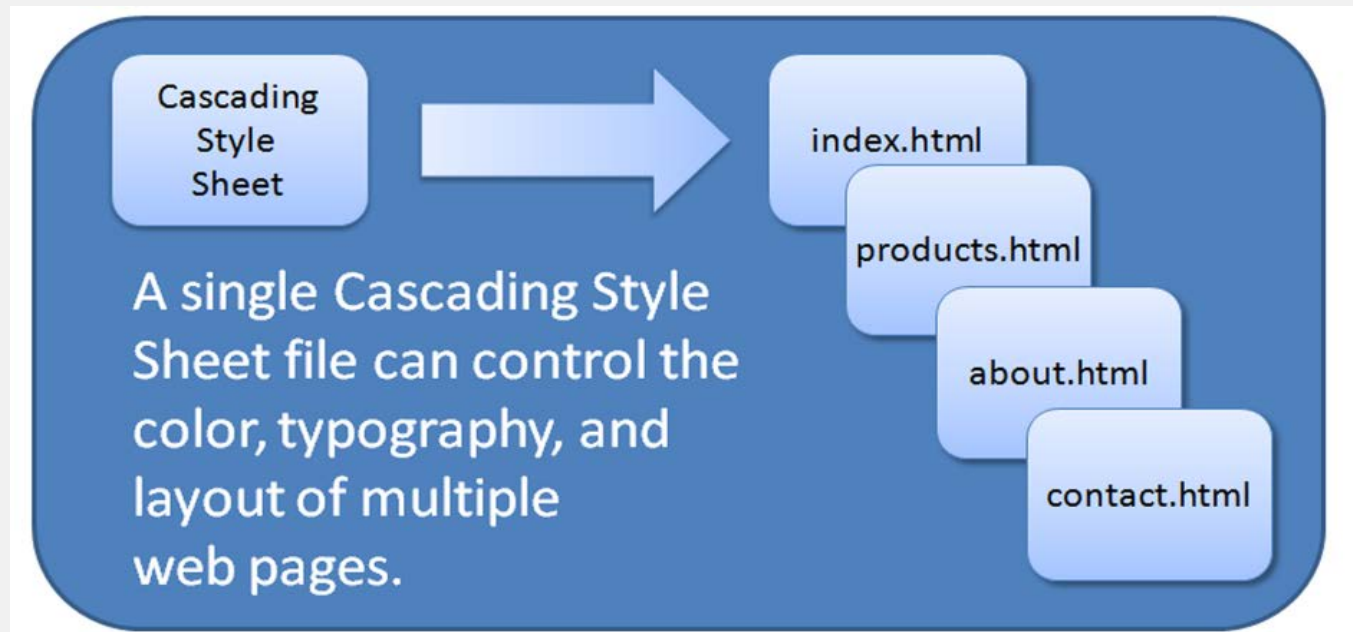 Cascading
Style
Sheet
index.html
products.html
about.html
contact.html
A single Cascading Style
Sheet file can control the
color, typography, and
layout of multiple
web pages.